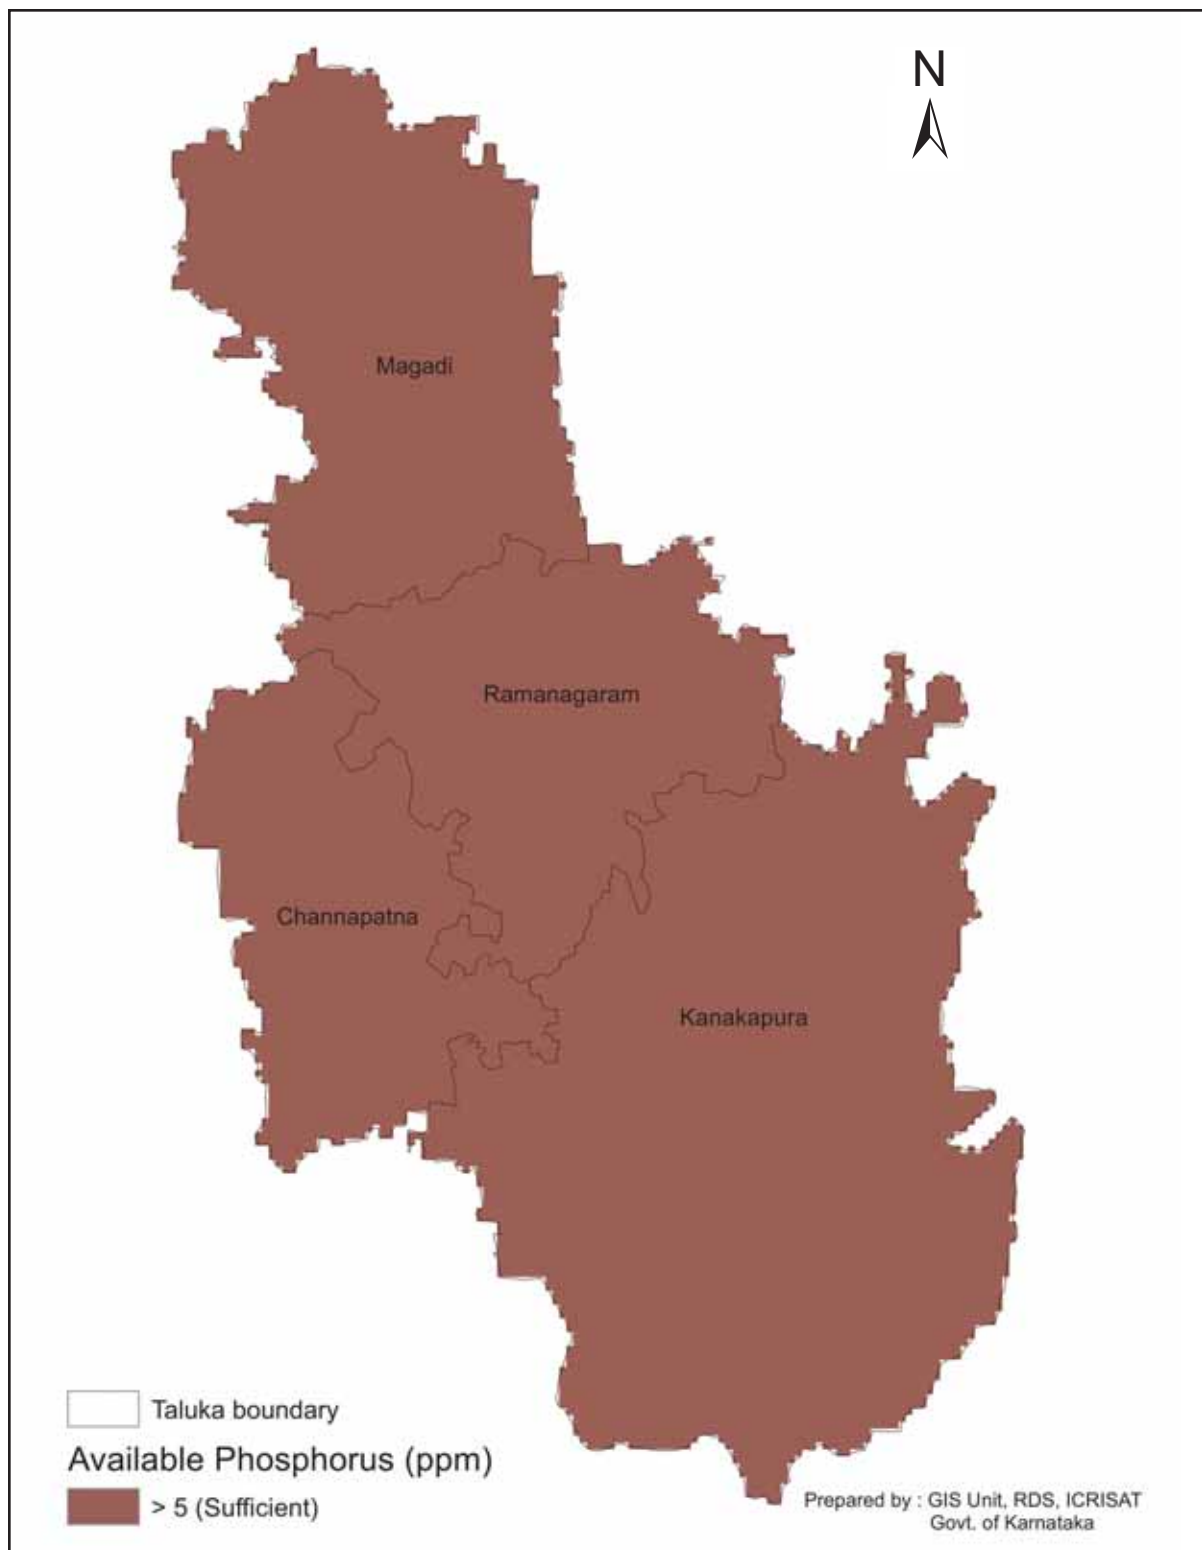 N
Magadi
Ramanagaram
Channapatna
Kanakapura
Taluka boundary
Available Phosphorus (ppm)
> 5 (Sufficient)
Prepared by : GIS Unit, RDS, ICRISAT
Govt. of Karnataka